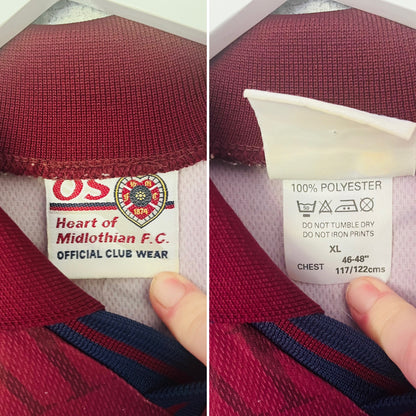 OS
1874
Heart of
Midlothian F.C.
OFFICIAL CLUB WEAR
100% POLYESTER
DO NOT TUMBLE DRY
DO NOT IRON PRINTS
XL
46-48"
CHEST 117/122cms